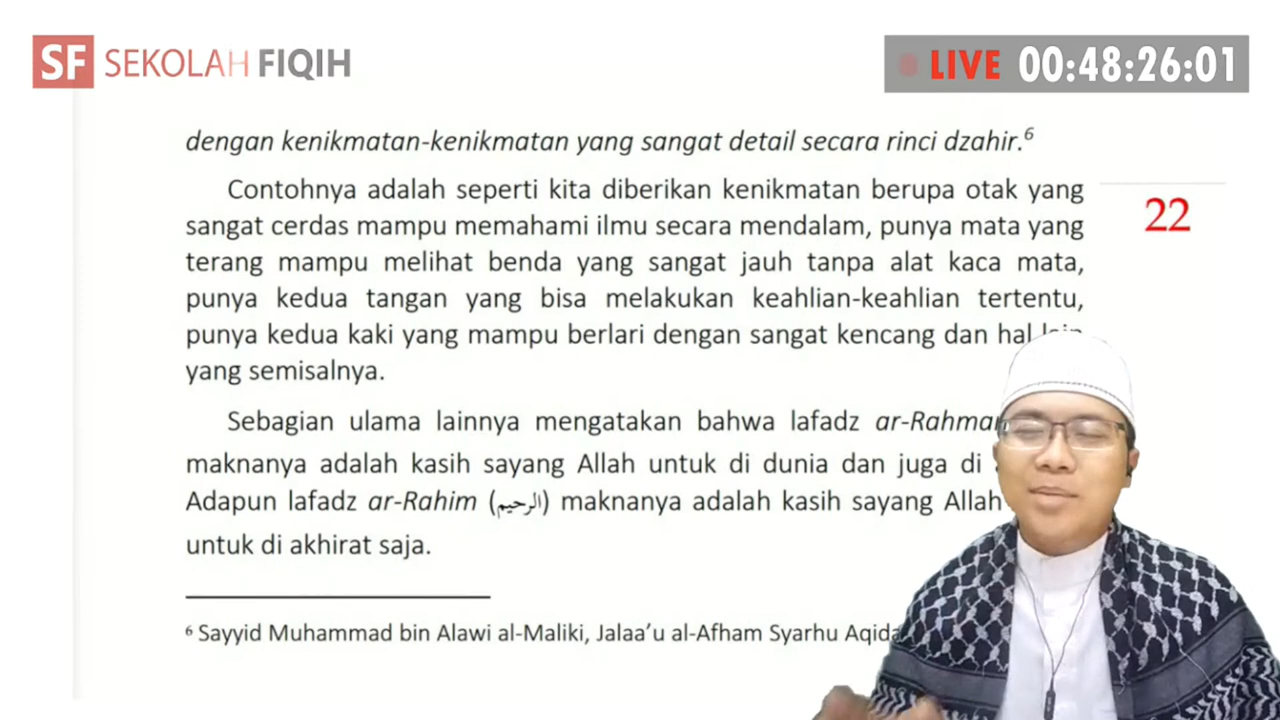 SF SEKOLAH FIQIH
LIVE 00:48:26:01
dengan kenikmatan-kenikmatan yang sangat detail secara rinci dzahir.⁶
Contohnya adalah seperti kita diberikan kenikmatan berupa otak yang
sangat cerdas mampu memahami ilmu secara mendalam, punya mata yang
terang mampu melihat benda yang sangat jauh tanpa alat kaca mata,
punya kedua tangan yang bisa melakukan keahlian-keahlian tertentu,
punya kedua kaki yang mampu berlari dengan sangat kencang dan hal lain
yang semisalnya.
22
Sebagian ulama lainnya mengatakan bahwa lafadz ar-Rahman
maknanya adalah kasih sayang Allah untuk di dunia dan juga di
Adapun lafadz ar-Rahim (الرحيم) maknanya adalah kasih sayang Allah
untuk di akhirat saja.
⁶ Sayyid Muhammad bin Alawi al-Maliki, Jalaa'u al-Afham Syarhu